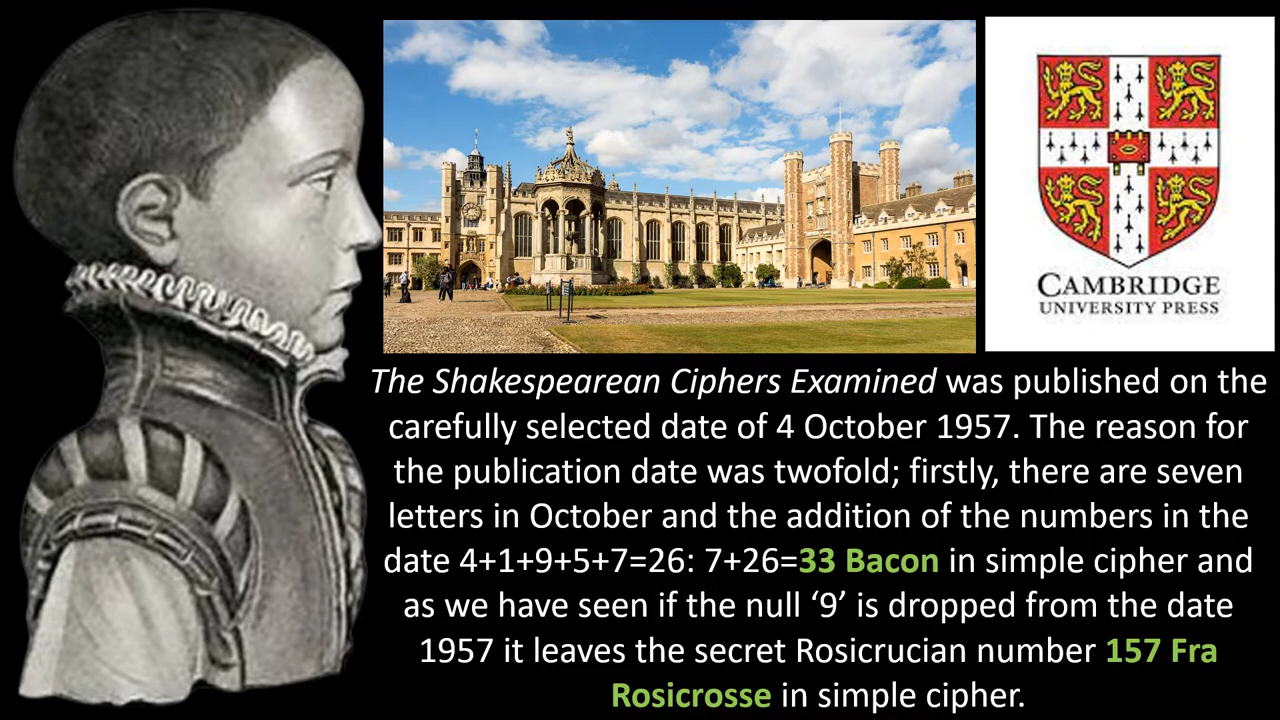 CAMBRIDGE
UNIVERSITY PRESS
The Shakespearean Ciphers Examined was published on the
carefully selected date of 4 October 1957. The reason for
the publication date was twofold; firstly, there are seven
letters in October and the addition of the numbers in the
date 4+1+9+5+7=26: 7+26=33 Bacon in simple cipher and
as we have seen if the null ‘9’ is dropped from the date
1957 it leaves the secret Rosicrucian number 157 Fra
Rosicrosse in simple cipher.